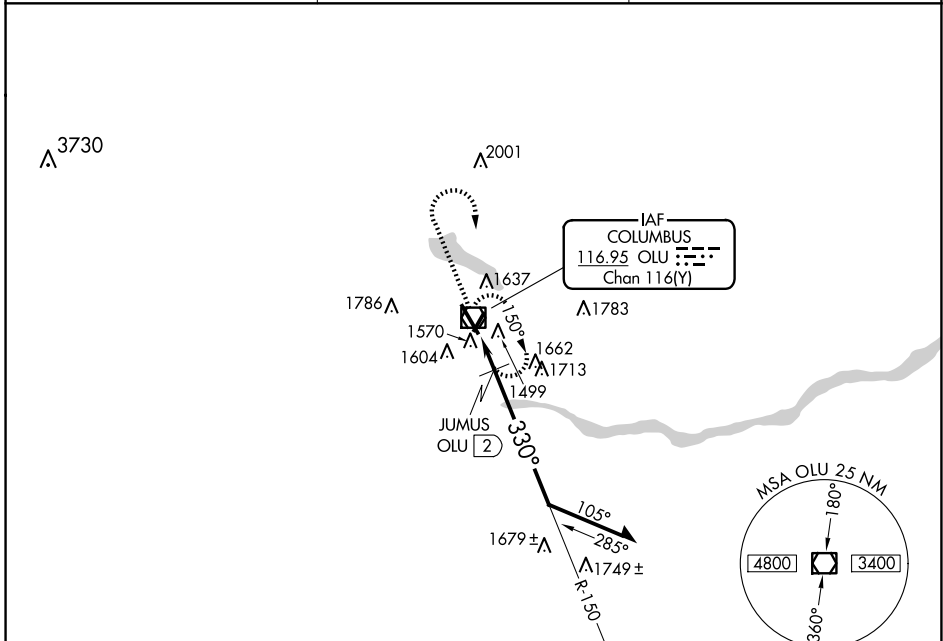 3730
2001
IAF
COLUMBUS
116.95 OLU
Chan 116(Y)
1637
1786
1783
150°
1570
1604
1662
1713
1499
JUMUS
OLU 2
330°
105°
285°
1679±
1749±
R-150
MSA OLU 25 NM
180°
4800
3400
360°